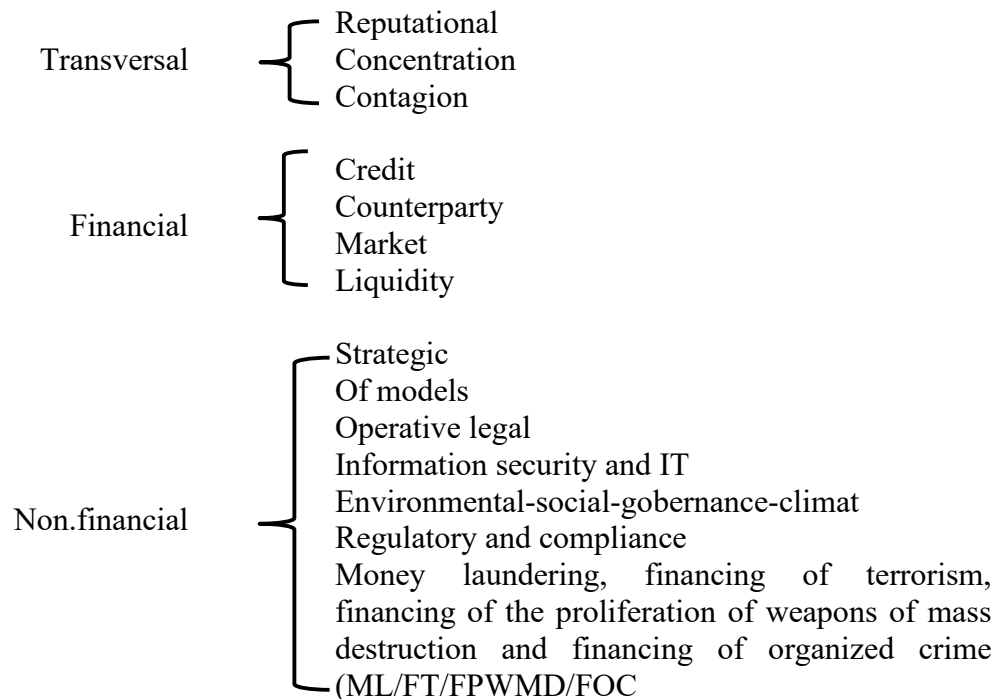 Transversal
Reputational
Concentration
Contagion
Financial
Credit
Counterparty
Market
Liquidity
Non.financial
Strategic
Of models
Operative legal
Information security and IT
Environmental-social-gobernance-climat
Regulatory and compliance
Money laundering, financing of terrorism,
financing of the proliferation of weapons of mass
destruction and financing of organized crime
(ML/FT/FPWMD/FOC